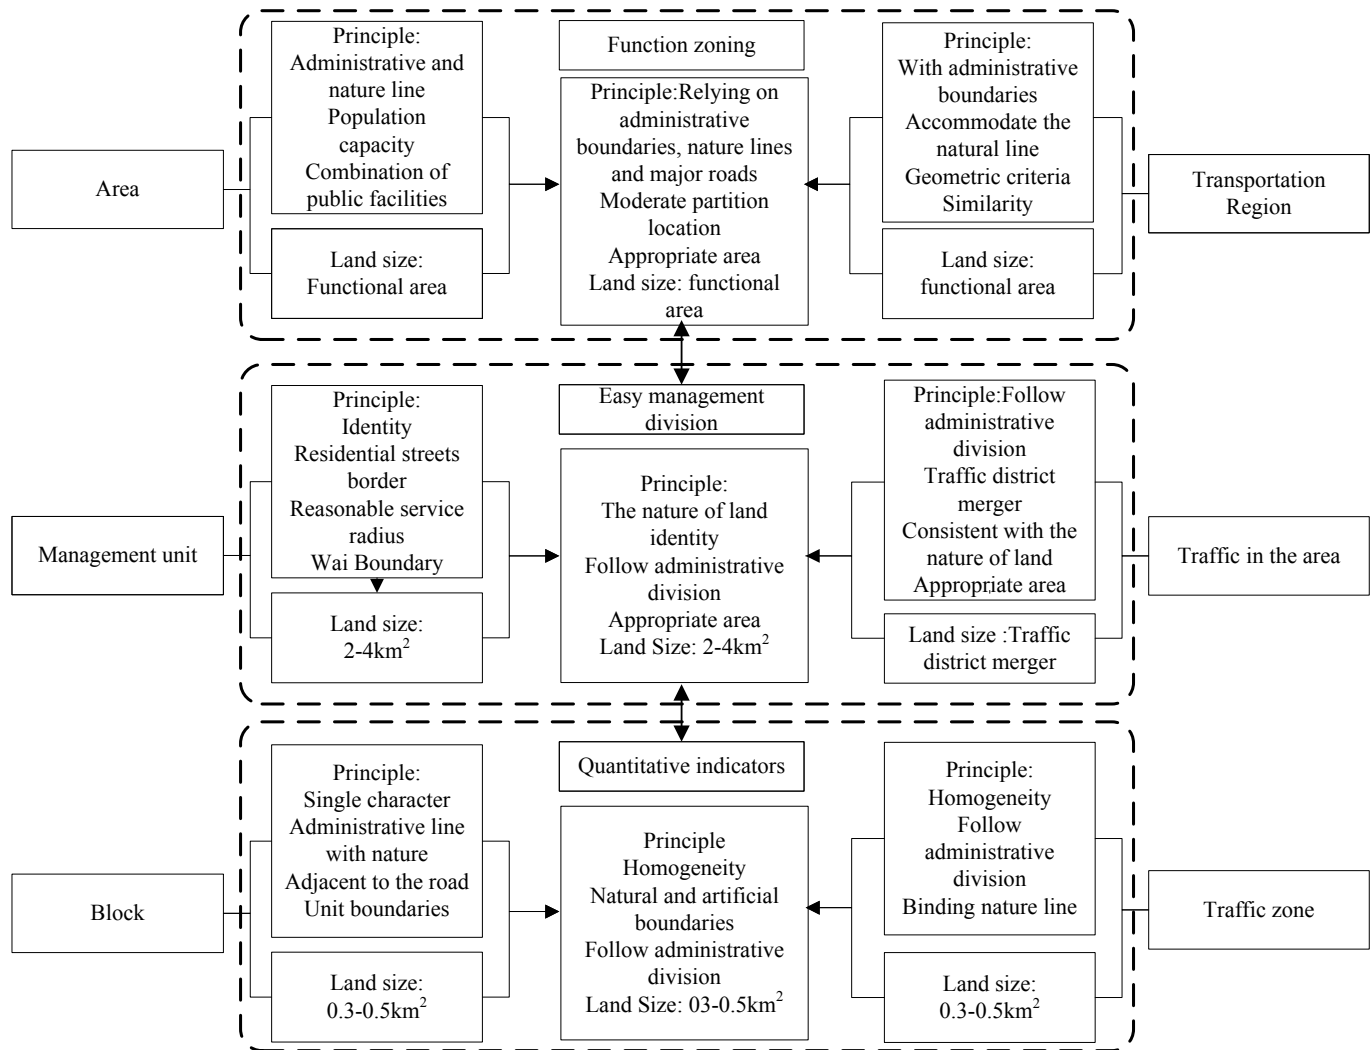 Area
Principle:
Administrative and
nature line
Population
capacity
Combination of
public facilities
Land size:
Functional area
Function zoning
Principle:Relying on
administrative
boundaries, nature lines
and major roads
Moderate partition
location
Appropriate area
Land size: functional
area
Principle:
With administrative
boundaries
Accommodate the
natural line
Geometric criteria
Similarity
Land size:
functional area
Transportation
Region
Management unit
Principle:
Identity
Residential streets
border
Reasonable service
radius
Wai Boundary
Land size:
2-4km²
Easy management
division
Principle:
The nature of land
identity
Follow administrative
division
Appropriate area
Land Size: 2-4km²
Principle:Follow
administrative
division
Traffic district
merger
Consistent with the
nature of land
Appropriate area
Land size :Traffic
district merger
Traffic in the area
Block
Principle:
Single character
Administrative line
with nature
Adjacent to the road
Unit boundaries
Land size:
0.3-0.5km²
Quantitative indicators
Principle
Homogeneity
Natural and artificial
boundaries
Follow administrative
division
Land Size: 03-0.5km²
Principle:
Homogeneity
Follow
administrative
division
Binding nature line
Land size:
0.3-0.5km²
Traffic zone